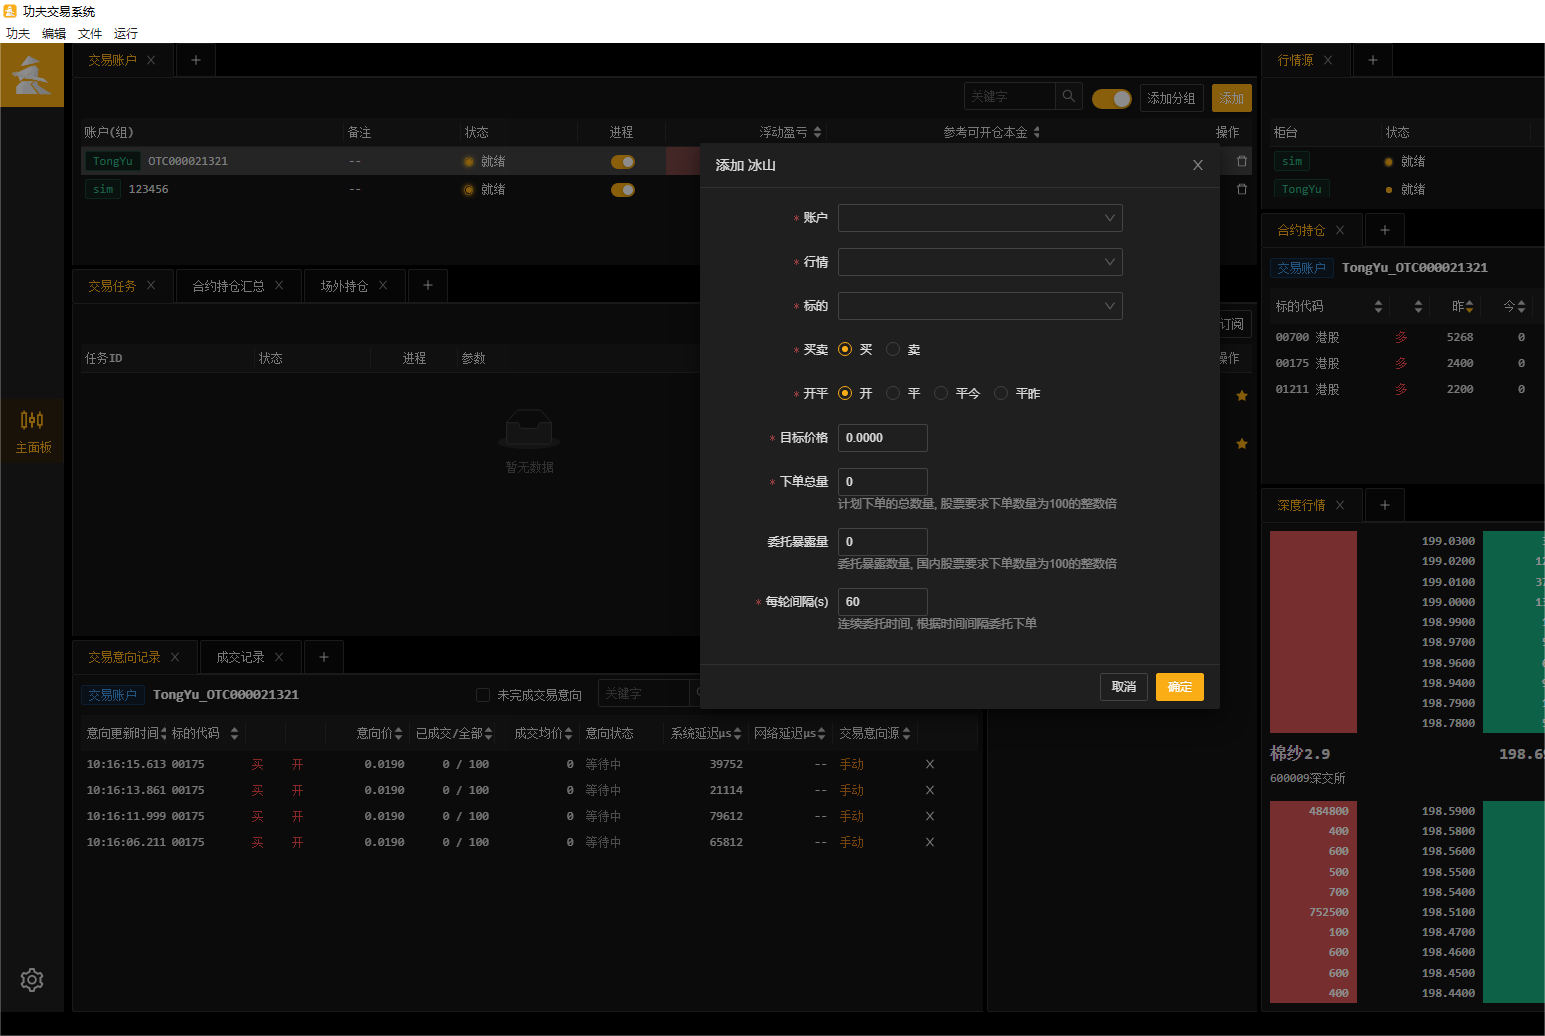 功夫交易系统
功夫 编辑 文件 运行
交易账户
行情源
关键字
添加分组 添加
账户(组) 备注 状态 进程 浮动盈亏 参考可开仓本金 操作
TongYu OTC000021321 -- 就绪
sim 123456 -- 就绪
柜台 状态
sim 就绪
TongYu 就绪
添加 冰山
* 账户
* 行情
* 标的
* 买卖 买 卖
* 开平 开 平 平今 平昨
* 目标价格 0.0000
* 下单总量 0
计划下单的总数量, 股票要求下单数量为100的整数倍
委托暴露量 0
委托暴露数量, 国内股票要求下单数量为100的整数倍
* 每轮间隔(s) 60
连续委托时间, 根据时间间隔委托下单
取消 确定
交易任务 合约持仓汇总 场外持仓
订阅
任务ID 状态 进程 参数 操作
暂无数据
主面板
合约持仓
交易账户 TongYu_OTC000021321
标的代码 昨 今
00700 港股 多 5268 0
00175 港股 多 2400 0
01211 港股 多 2200 0
交易意向记录 成交记录
交易账户 TongYu_OTC000021321 未完成交易意向 关键字
意向更新时间 标的代码 意向价 已成交/全部 成交均价 意向状态 系统延迟μs 网络延迟μs 交易意向源
10:16:15.613 00175 买 开 0.0190 0 / 100 0 等待中 39752 -- 手动
10:16:13.861 00175 买 开 0.0190 0 / 100 0 等待中 21114 -- 手动
10:16:11.999 00175 买 开 0.0190 0 / 100 0 等待中 79612 -- 手动
10:16:06.211 00175 买 开 0.0190 0 / 100 0 等待中 65812 -- 手动
深度行情
199.0300
199.0200
199.0100
199.0000
198.9900
198.9700
198.9600
198.9400
198.7900
198.7800
棉纱2.9
600009深交所
484800 198.5900
400 198.5800
600 198.5600
500 198.5500
700 198.5400
752500 198.5100
100 198.4700
600 198.4600
600 198.4500
400 198.4400